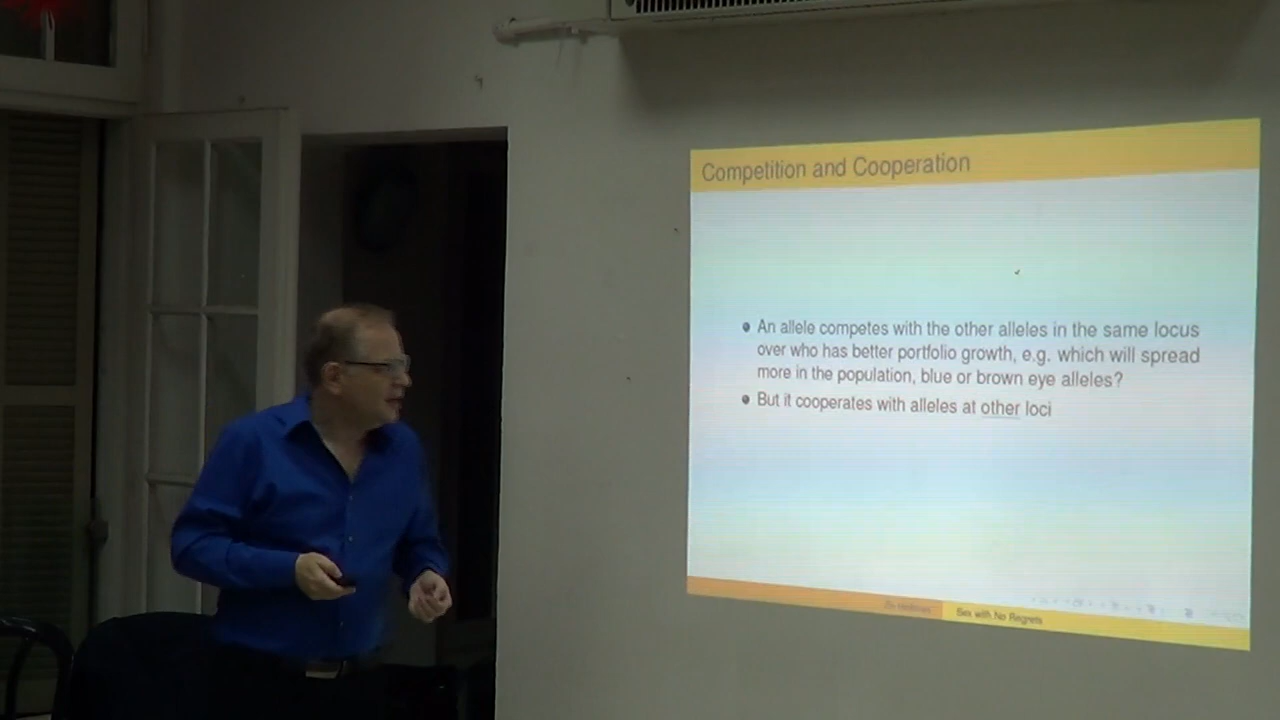 Competition and Cooperation
An allele competes with the other alleles in the same locus
over who has better portfolio growth, e.g. which will spread
more in the population, blue or brown eye alleles?
But it cooperates with alleles at other loci
Sex with No Regrets